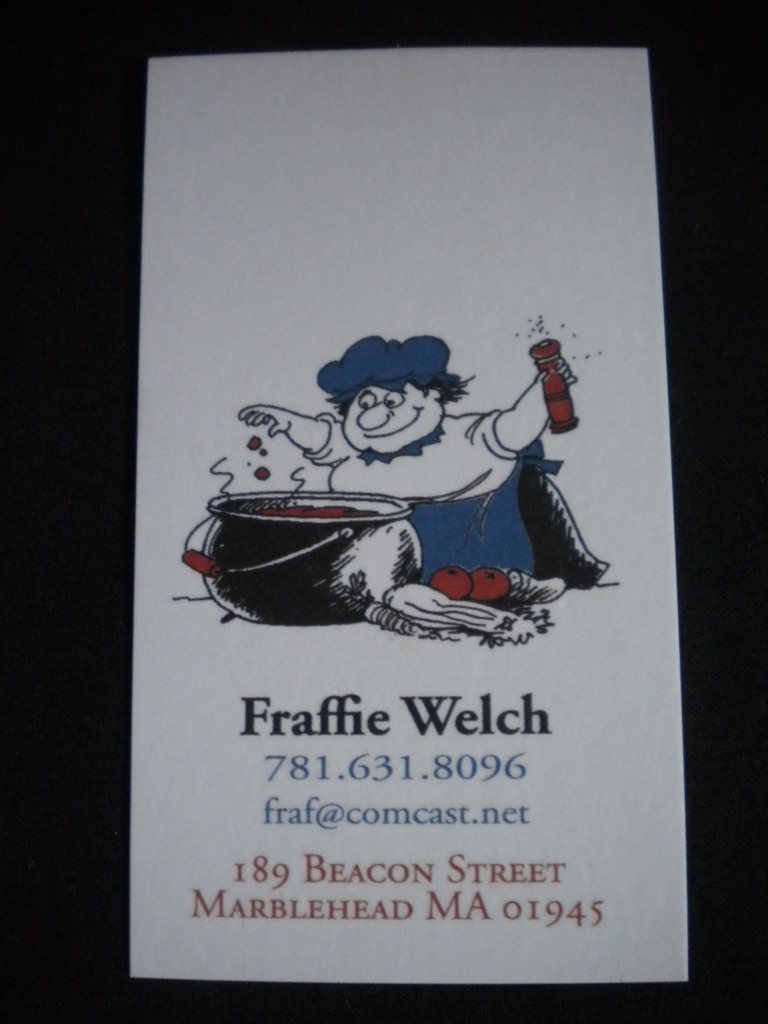 Fraffie Welch
781.631.8096
fraf@comcast.net
189 Beacon Street
Marblehead MA 01945